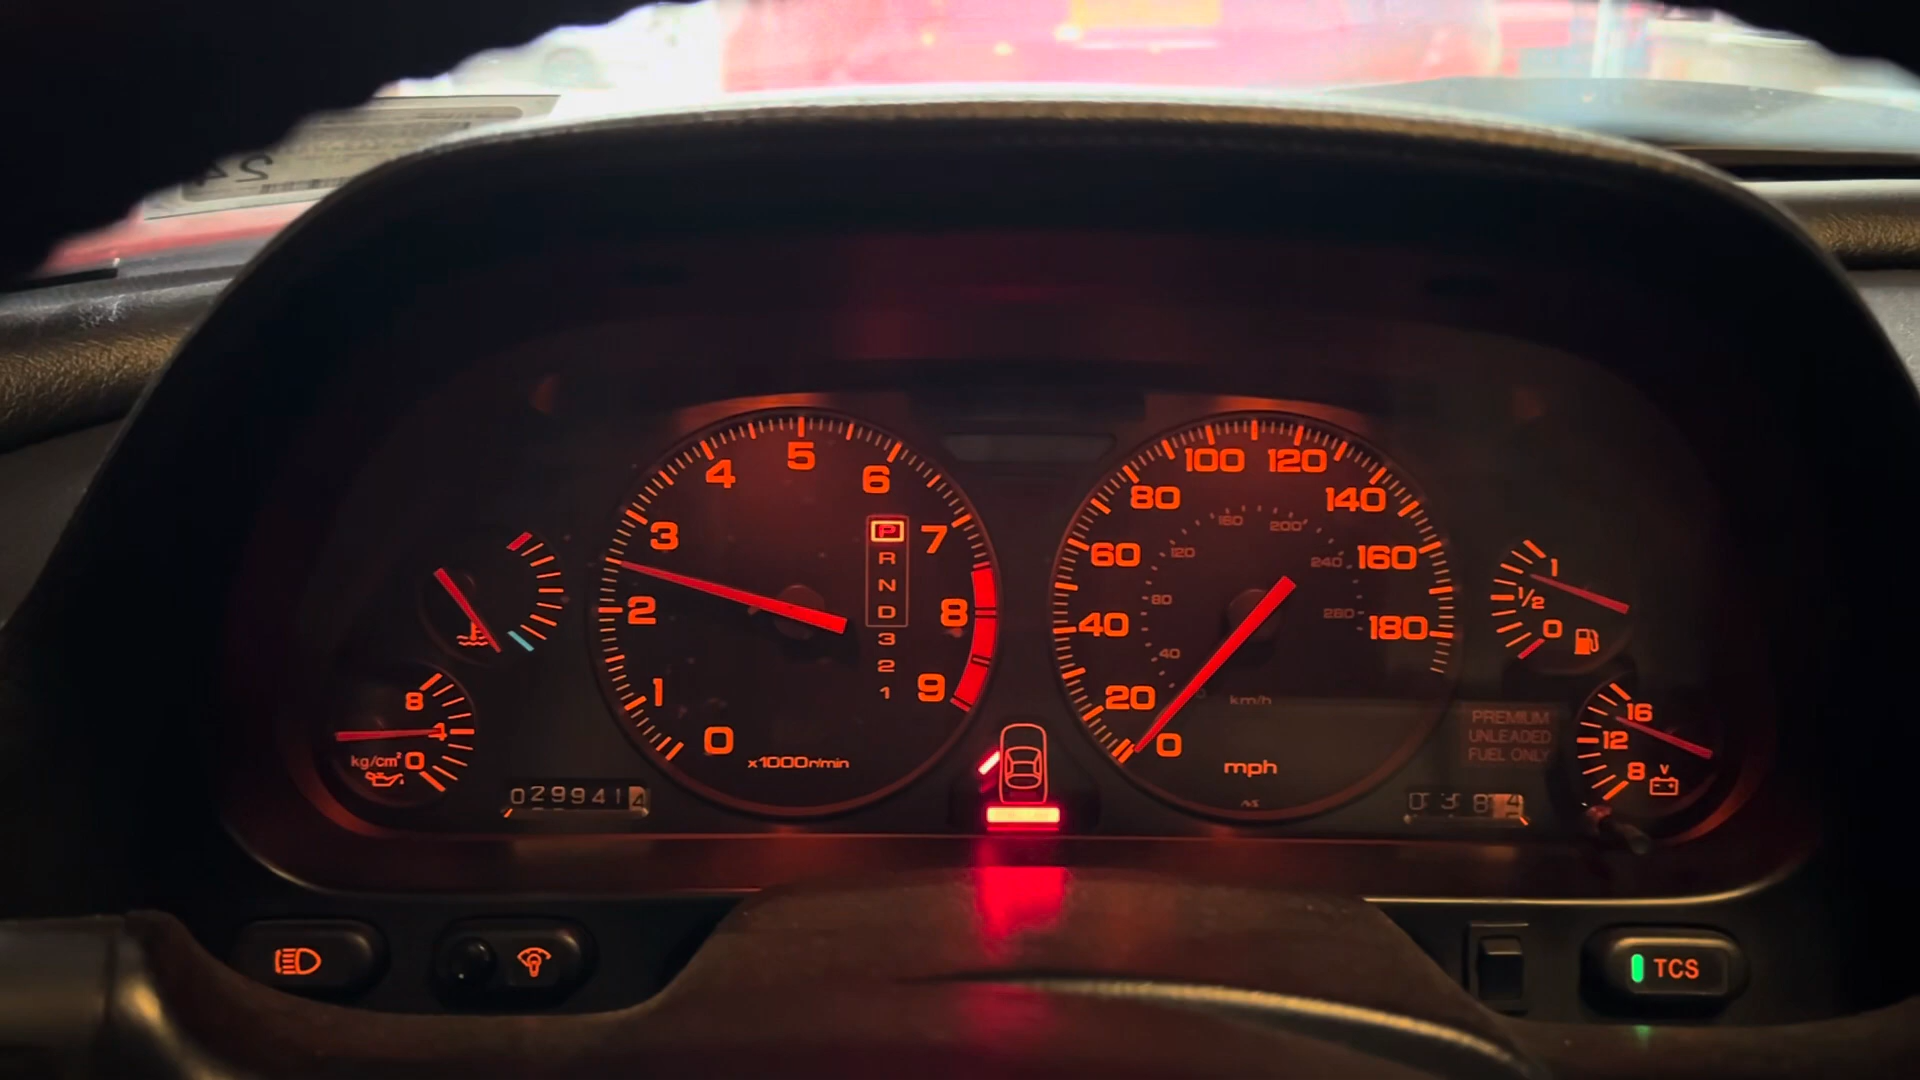 4 5 6
3 7
2 8
1 9
0
x1000r/min
P
R
N
D
3
2
1
100 120
80 140
60 160
40 180
20
0
160 200
120 240
80 260
40
km/h
mph
8
4
kg/cm² 0
029941
1
1/2
0
PREMIUM
UNLEADED
FUEL ONLY
16
12
8 V
TCS